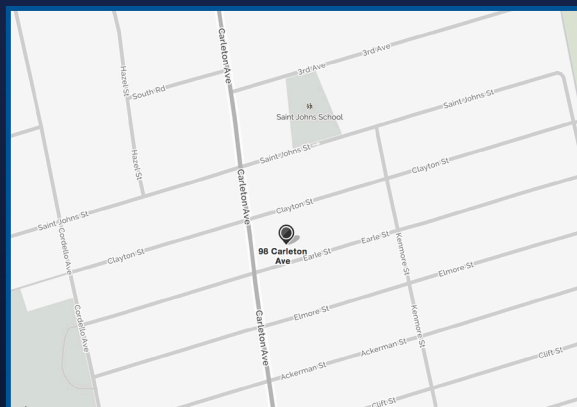 Carleton Ave
3rd Ave
3rd Ave
Hazel St
South Rd
Saint Johns St
Saint Johns School
Saint Johns St
Hazel St
Clayton St
Carleton Ave
Clayton St
Saint Johns St
98 Carleton
Ave
Earle St
Earle St
Kenmore St
Cordello Ave
Clayton St
Elmore St
Elmore St
Kenmore St
Cordello Ave
Carleton Ave
Ackerman St
Clift St
Ackerman St
Clift St